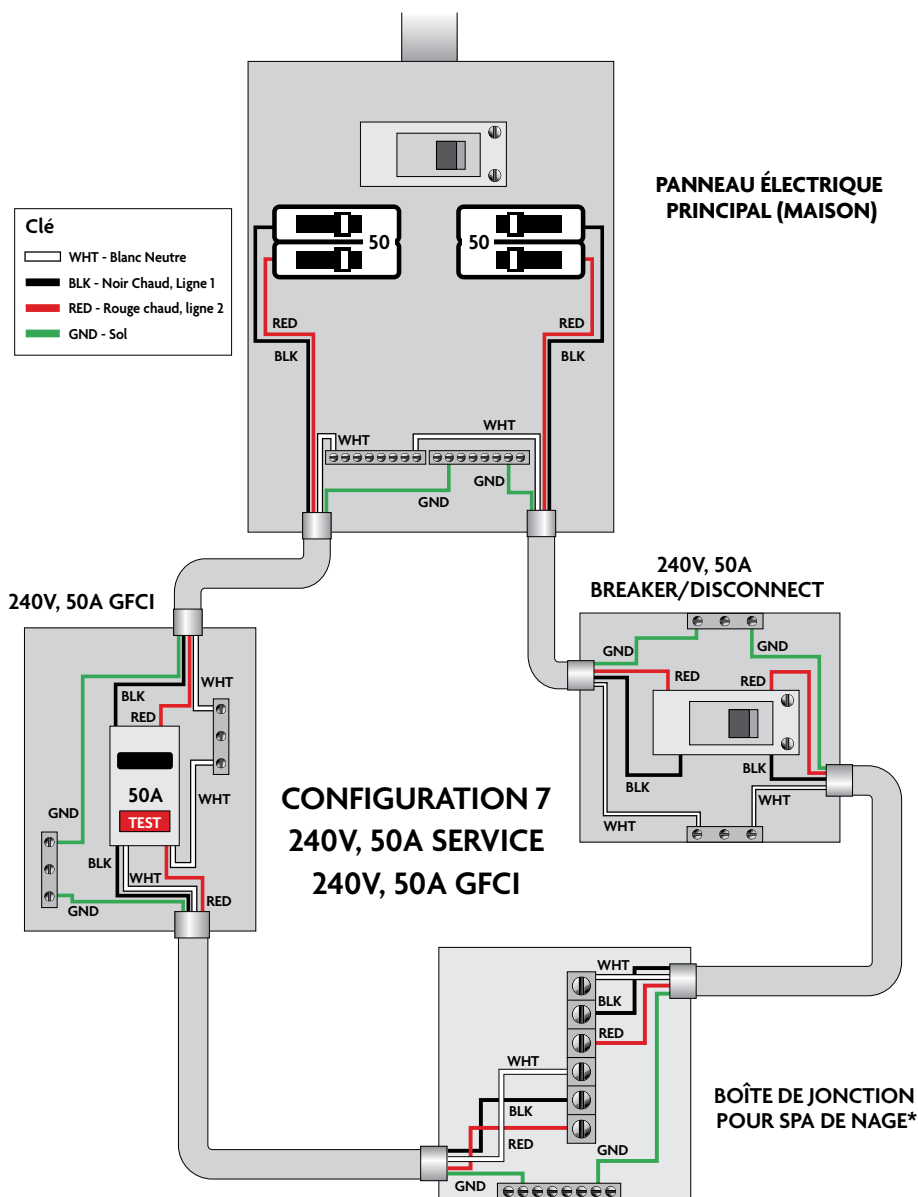 PANNEAU ÉLECTRIQUE
PRINCIPAL (MAISON)
Clé
WHT - Blanc Neutre
BLK - Noir Chaud, Ligne 1
RED - Rouge chaud, ligne 2
GND - Sol
50
50
RED
BLK
RED
BLK
WHT
WHT
GND
GND
240V, 50A GFCI
BLK
RED
WHT
50A
TEST
WHT
GND
BLK
WHT
RED
GND
240V, 50A
BREAKER/DISCONNECT
GND
GND
RED
RED
BLK
BLK
WHT
WHT
CONFIGURATION 7
240V, 50A SERVICE
240V, 50A GFCI
WHT
BLK
RED
WHT
BLK
RED
GND
GND
BOÎTE DE JONCTION
POUR SPA DE NAGE*